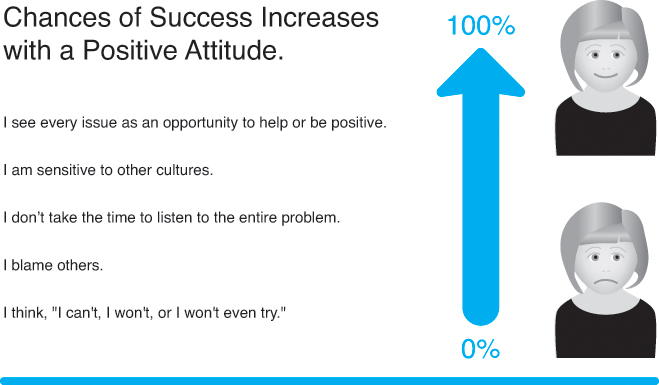 Chances of Success Increases
with a Positive Attitude.
100%
I see every issue as an opportunity to help or be positive.
I am sensitive to other cultures.
I don’t take the time to listen to the entire problem.
I blame others.
I think, "I can't, I won't, or I won't even try."
0%